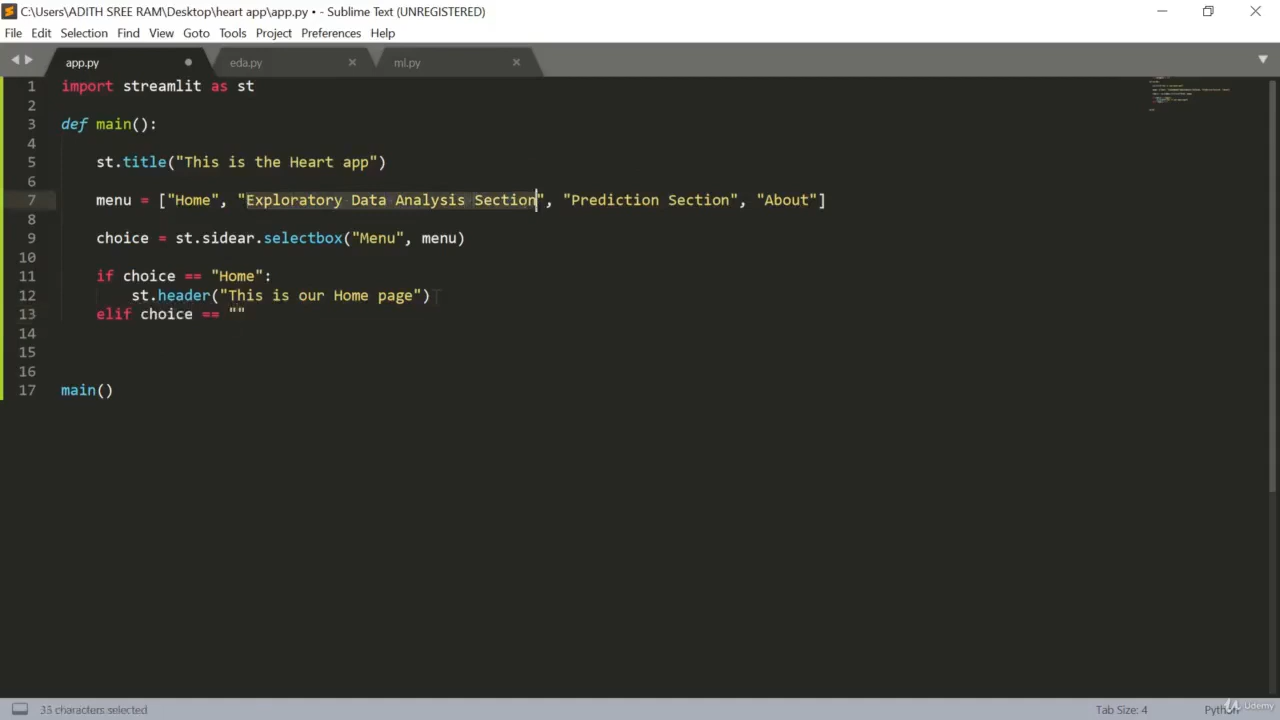 C:\Users\ADITH SREE RAM\Desktop\heart app\app.py • - Sublime Text (UNREGISTERED)
File Edit Selection Find View Goto Tools Project Preferences Help
app.py eda.py ml.py
1 import streamlit as st
2
3 def main():
4
5 st.title("This is the Heart app")
6
7 menu = ["Home", "Exploratory Data Analysis Section", "Prediction Section", "About"]
8
9 choice = st.sidear.selectbox("Menu", menu)
10
11 if choice == "Home":
12 st.header("This is our Home page")
13 elif choice == ""
14
15
16
17 main()
33 characters selected Tab Size: 4 Python
Udemy